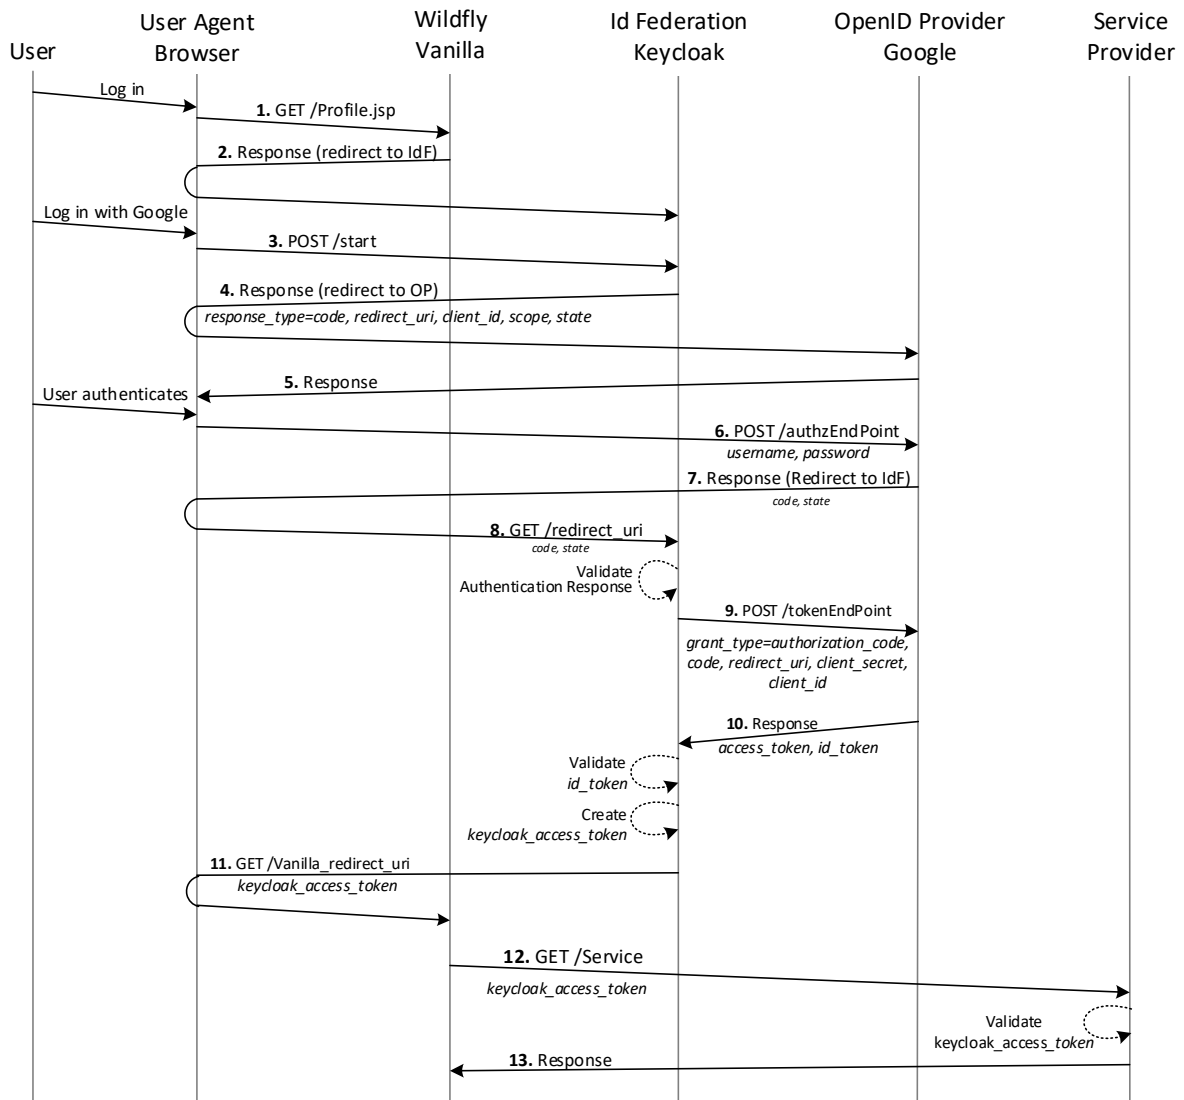 User
User Agent
Browser
Wildfly
Vanilla
Id Federation
Keycloak
OpenID Provider
Google
Service
Provider
Log in
1. GET /Profile.jsp
2. Response (redirect to IdF)
Log in with Google
3. POST /start
4. Response (redirect to OP)
response_type=code, redirect_uri, client_id, scope, state
5. Response
User authenticates
6. POST /authzEndPoint
username, password
7. Response (Redirect to IdF)
code, state
8. GET /redirect_uri
code, state
Validate
Authentication Response
9. POST /tokenEndPoint
grant_type=authorization_code,
code, redirect_uri, client_secret,
client_id
10. Response
access_token, id_token
Validate
id_token
Create
keycloak_access_token
11. GET /Vanilla_redirect_uri
keycloak_access_token
12. GET /Service
keycloak_access_token
Validate
keycloak_access_token
13. Response